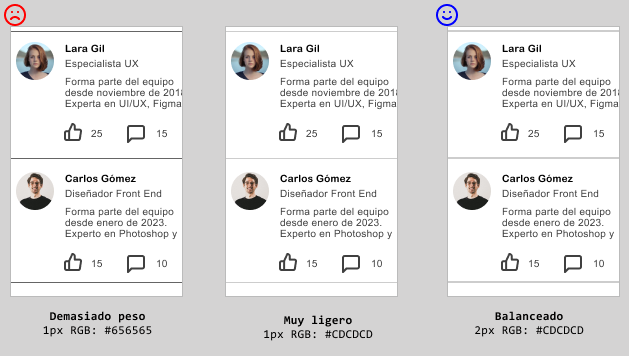 Lara Gil
Especialista UX
Forma parte del equipo
desde noviembre de 2018
Experta en UI/UX, Figma
25
15
Carlos Gómez
Diseñador Front End
Forma parte del equipo
desde enero de 2023.
Experto en Photoshop y
15
10
Demasiado peso
1px RGB: #656565
Lara Gil
Especialista UX
Forma parte del equipo
desde noviembre de 2018
Experta en UI/UX, Figma
25
15
Carlos Gómez
Diseñador Front End
Forma parte del equipo
desde enero de 2023.
Experto en Photoshop y
15
10
Muy ligero
1px RGB: #CDCDCD
Lara Gil
Especialista UX
Forma parte del equipo
desde noviembre de 2018
Experta en UI/UX, Figma
25
15
Carlos Gómez
Diseñador Front End
Forma parte del equipo
desde enero de 2023.
Experto en Photoshop y
15
10
Balanceado
2px RGB: #CDCDCD